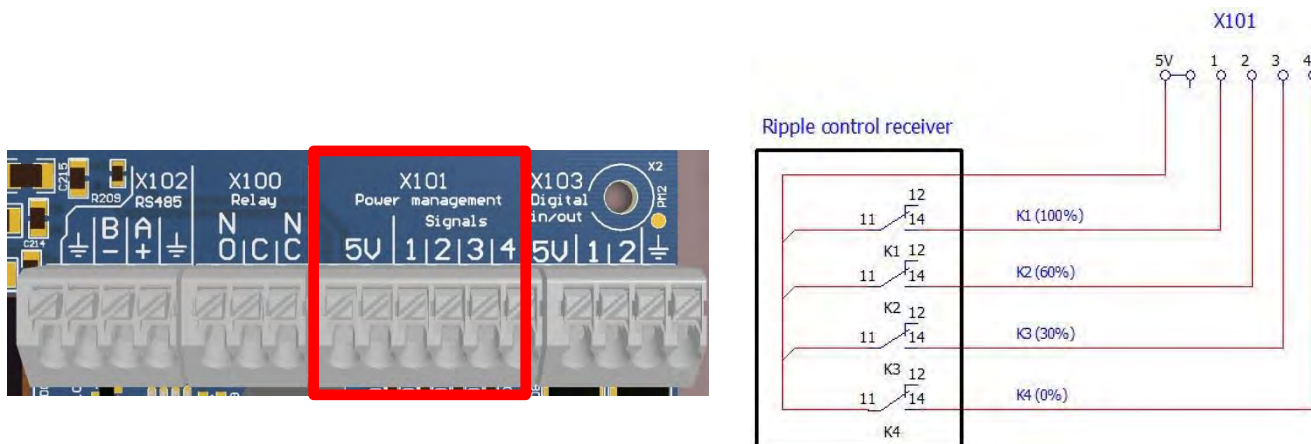 C215
R209
X102
RS485
X100
Relay
X101
Power management
Signals
X103
Digital
in/out
X2
PM2
C214
B
-
A
+
N
O
C
N
C
5V
1
2
3
4
5V
1
2
X101
5V
1
2
3
4
Ripple control receiver
12
11
14
K1 (100%)
K1
12
11
14
K2 (60%)
K2
12
11
14
K3 (30%)
K3
12
11
14
K4 (0%)
K4